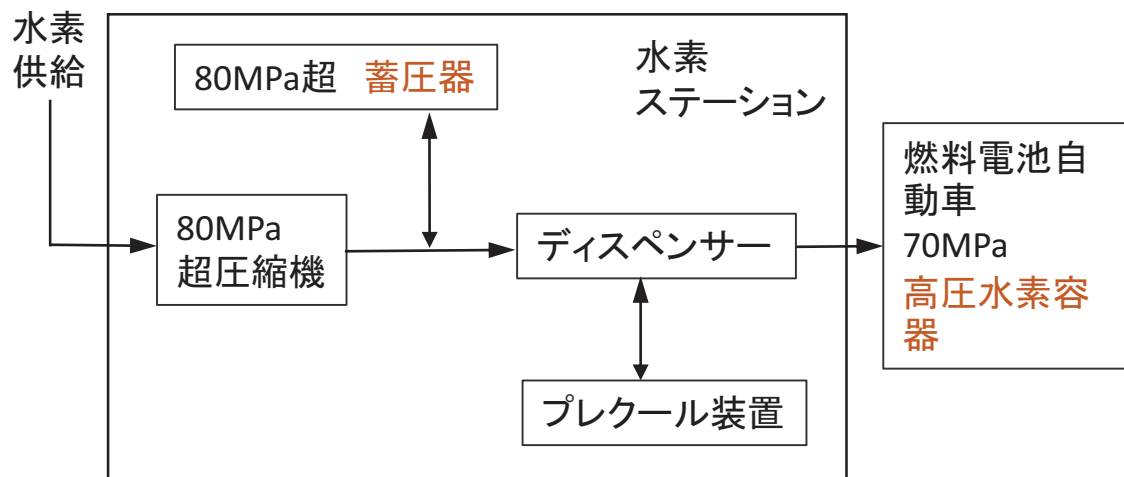 水素
供給
80MPa超 蓄圧器
水素
ステーション
80MPa
超圧縮機
ディスペンサー
プレクール装置
燃料電池自
動車
70MPa
高圧水素容
器